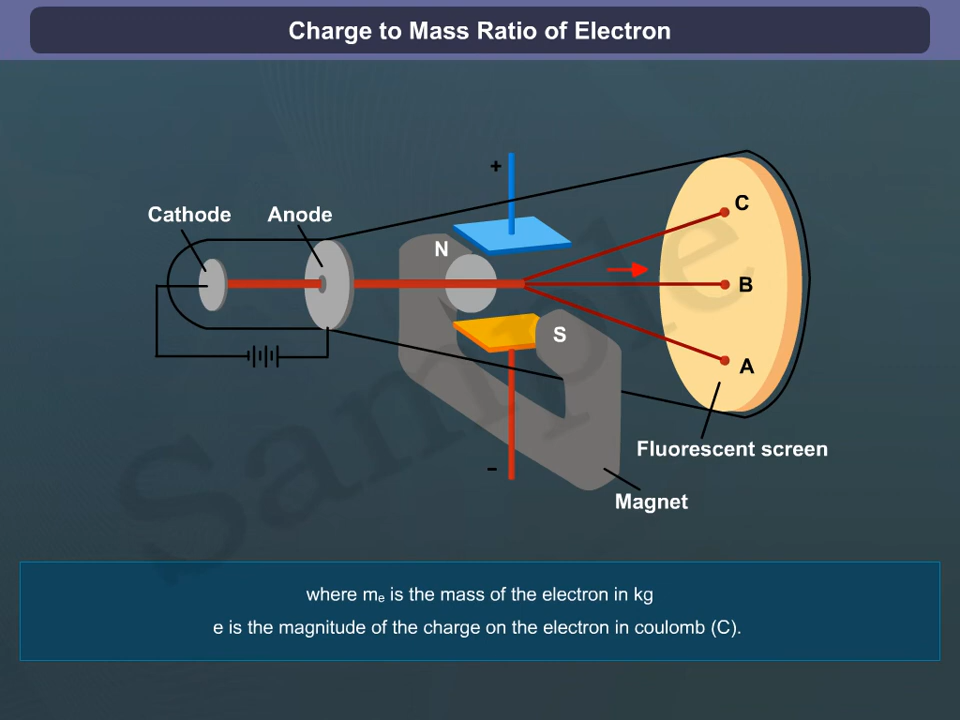 Charge to Mass Ratio of Electron
+
C
Cathode Anode
N
B
S
A
Fluorescent screen
-
Magnet
Sample
where mₑ is the mass of the electron in kg
e is the magnitude of the charge on the electron in coulomb (C).